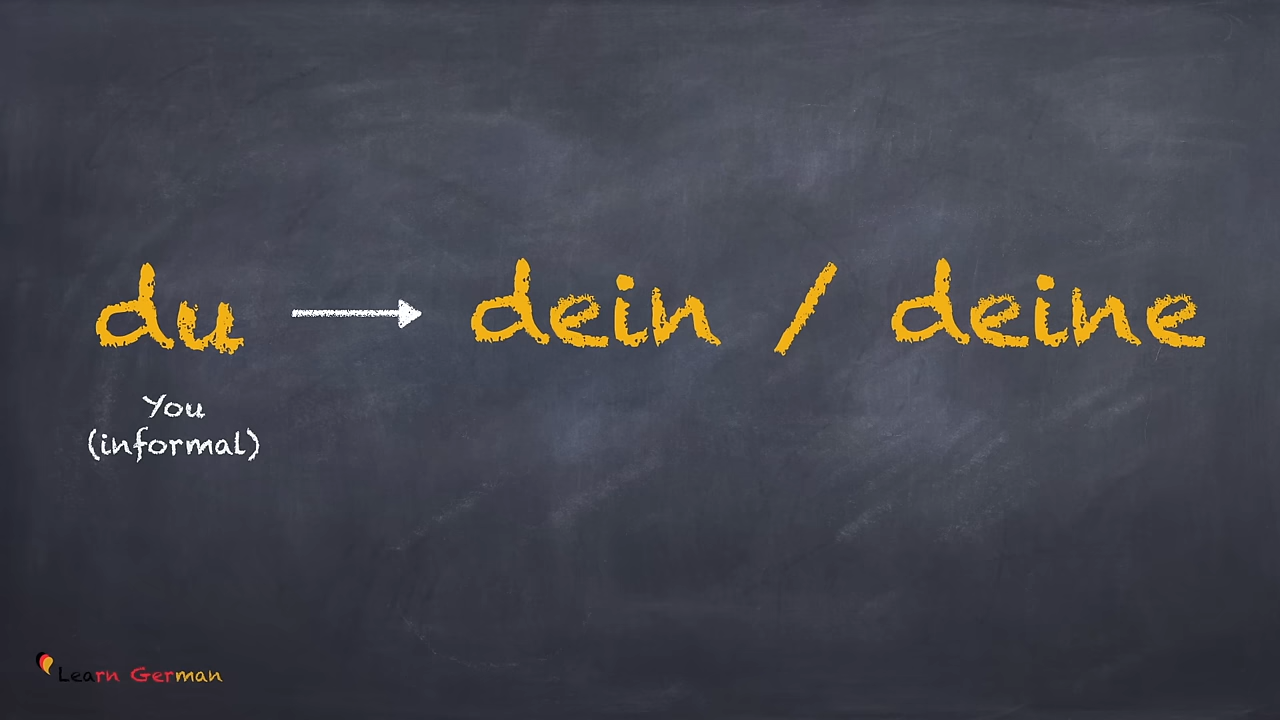 du → dein / deine
You
(informal)
Learn German